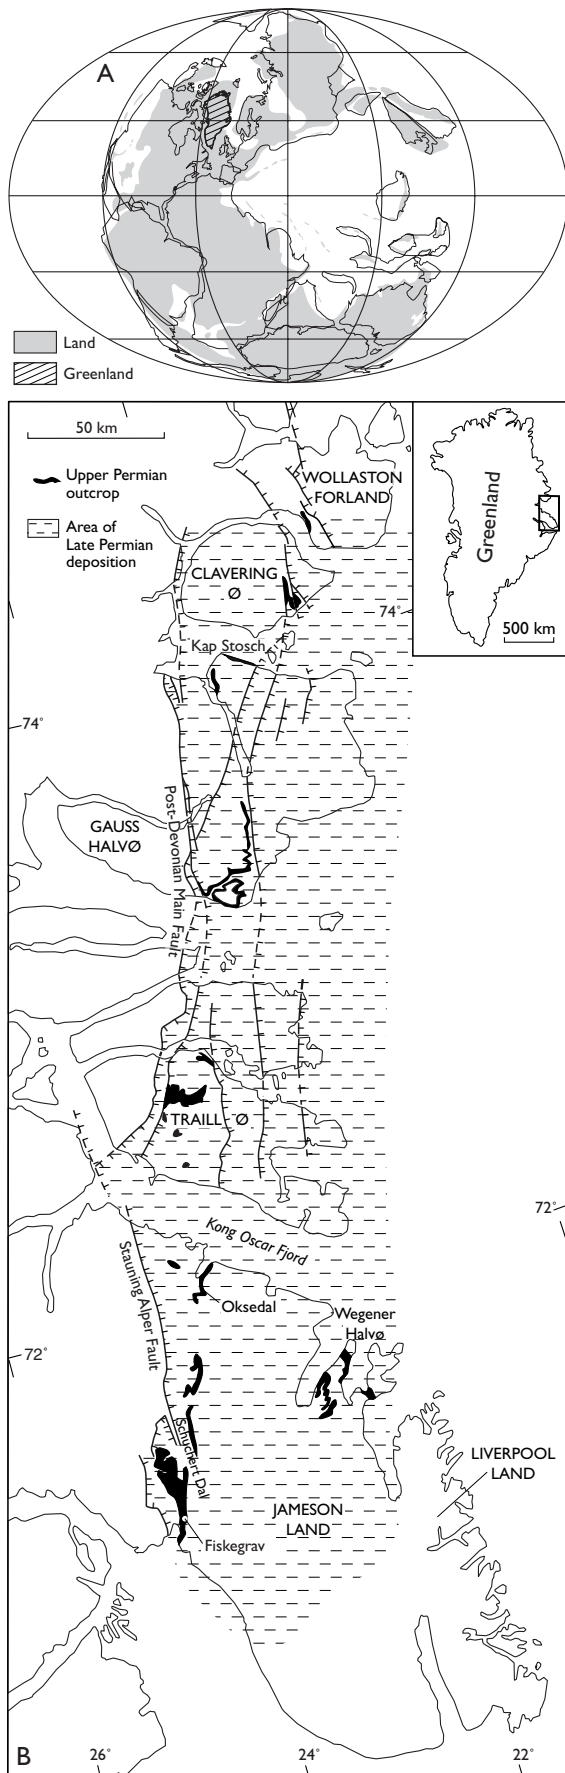 A
Land
Greenland
50 km
Upper Permian
outcrop
Area of
Late Permian
deposition
WOLLASTON
FORLAND
Greenland
500 km
CLAVERING
Ø
74°
Kap Stosch
74°
Post-Devonian Main Fault
GAUSS
HALVØ
TRAILL Ø
72°
Kong Oscar Fjord
Stauning Alper Fault
Oksedal
Wegener
Halvø
72°
Schuchert Dal
LIVERPOOL
LAND
JAMESON
LAND
Fiskegrav
B
26°
24°
22°